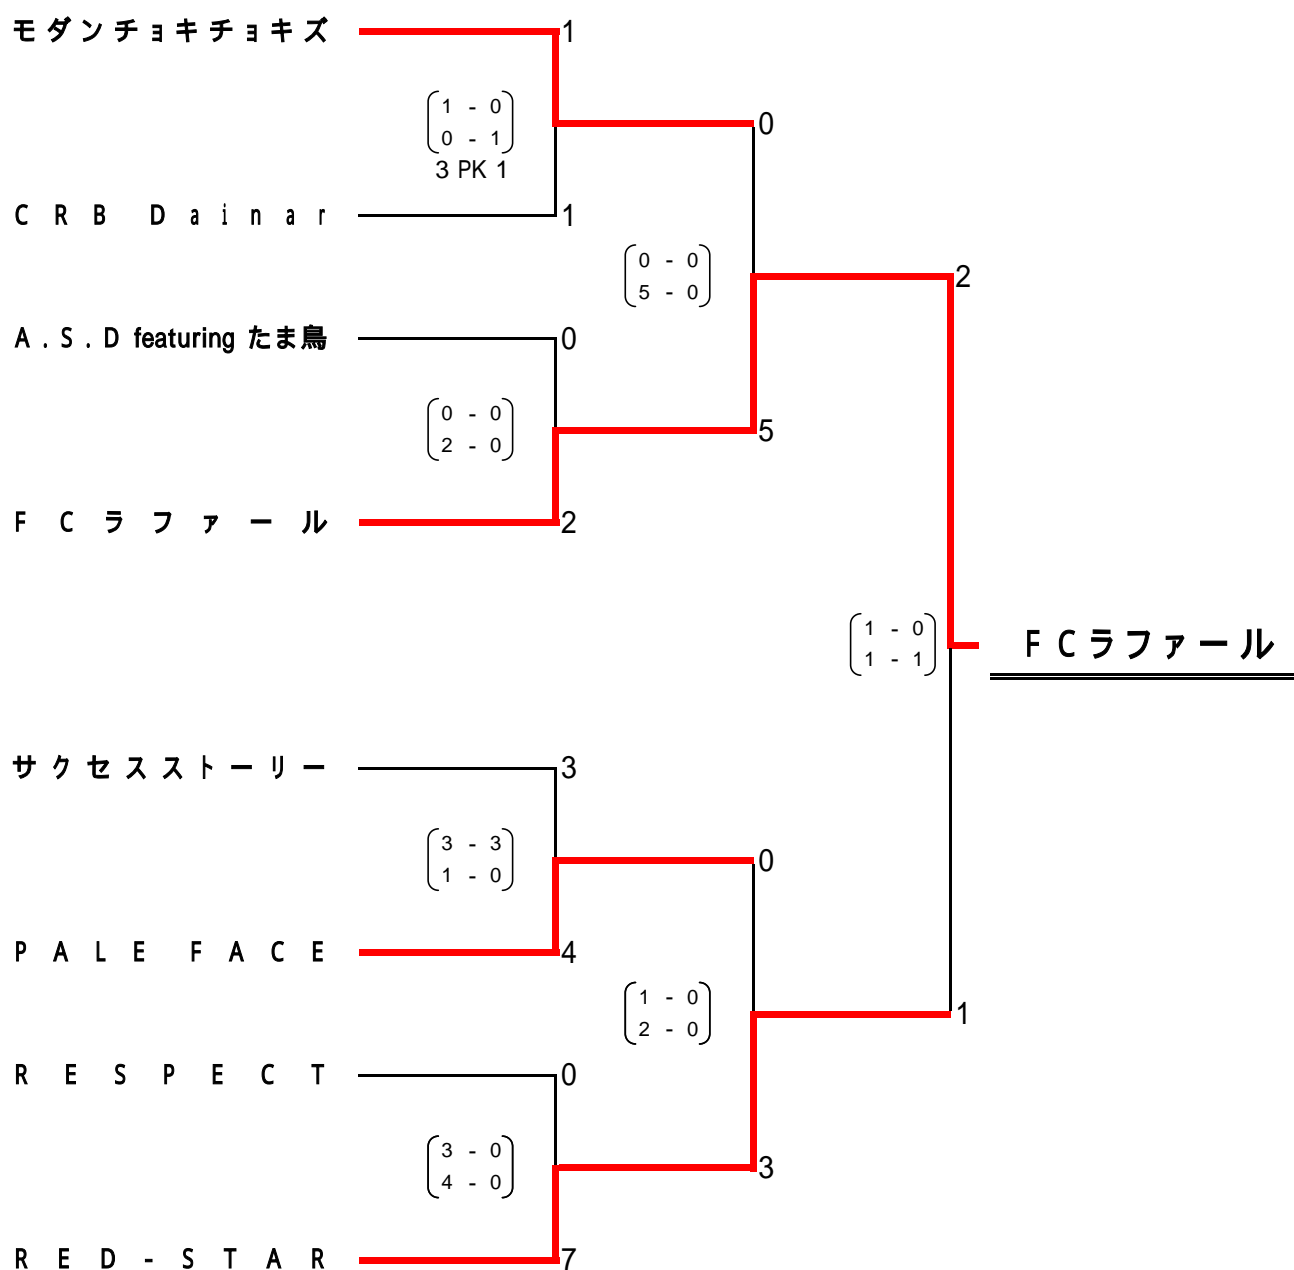 モダンチョキチョキズ 1
1 - 0
0 - 1
3 PK 1
0
CRB Dainar 1
0 - 0
5 - 0
2
A.S.D featuring たま鳥 0
0 - 0
2 - 0
5
FCラファール 2
1 - 0
1 - 1
FCラファール
サクセスストーリー 3
3 - 3
1 - 0
0
PALE FACE 4
1 - 0
2 - 0
1
RESPECT 0
3 - 0
4 - 0
3
RED-STAR 7